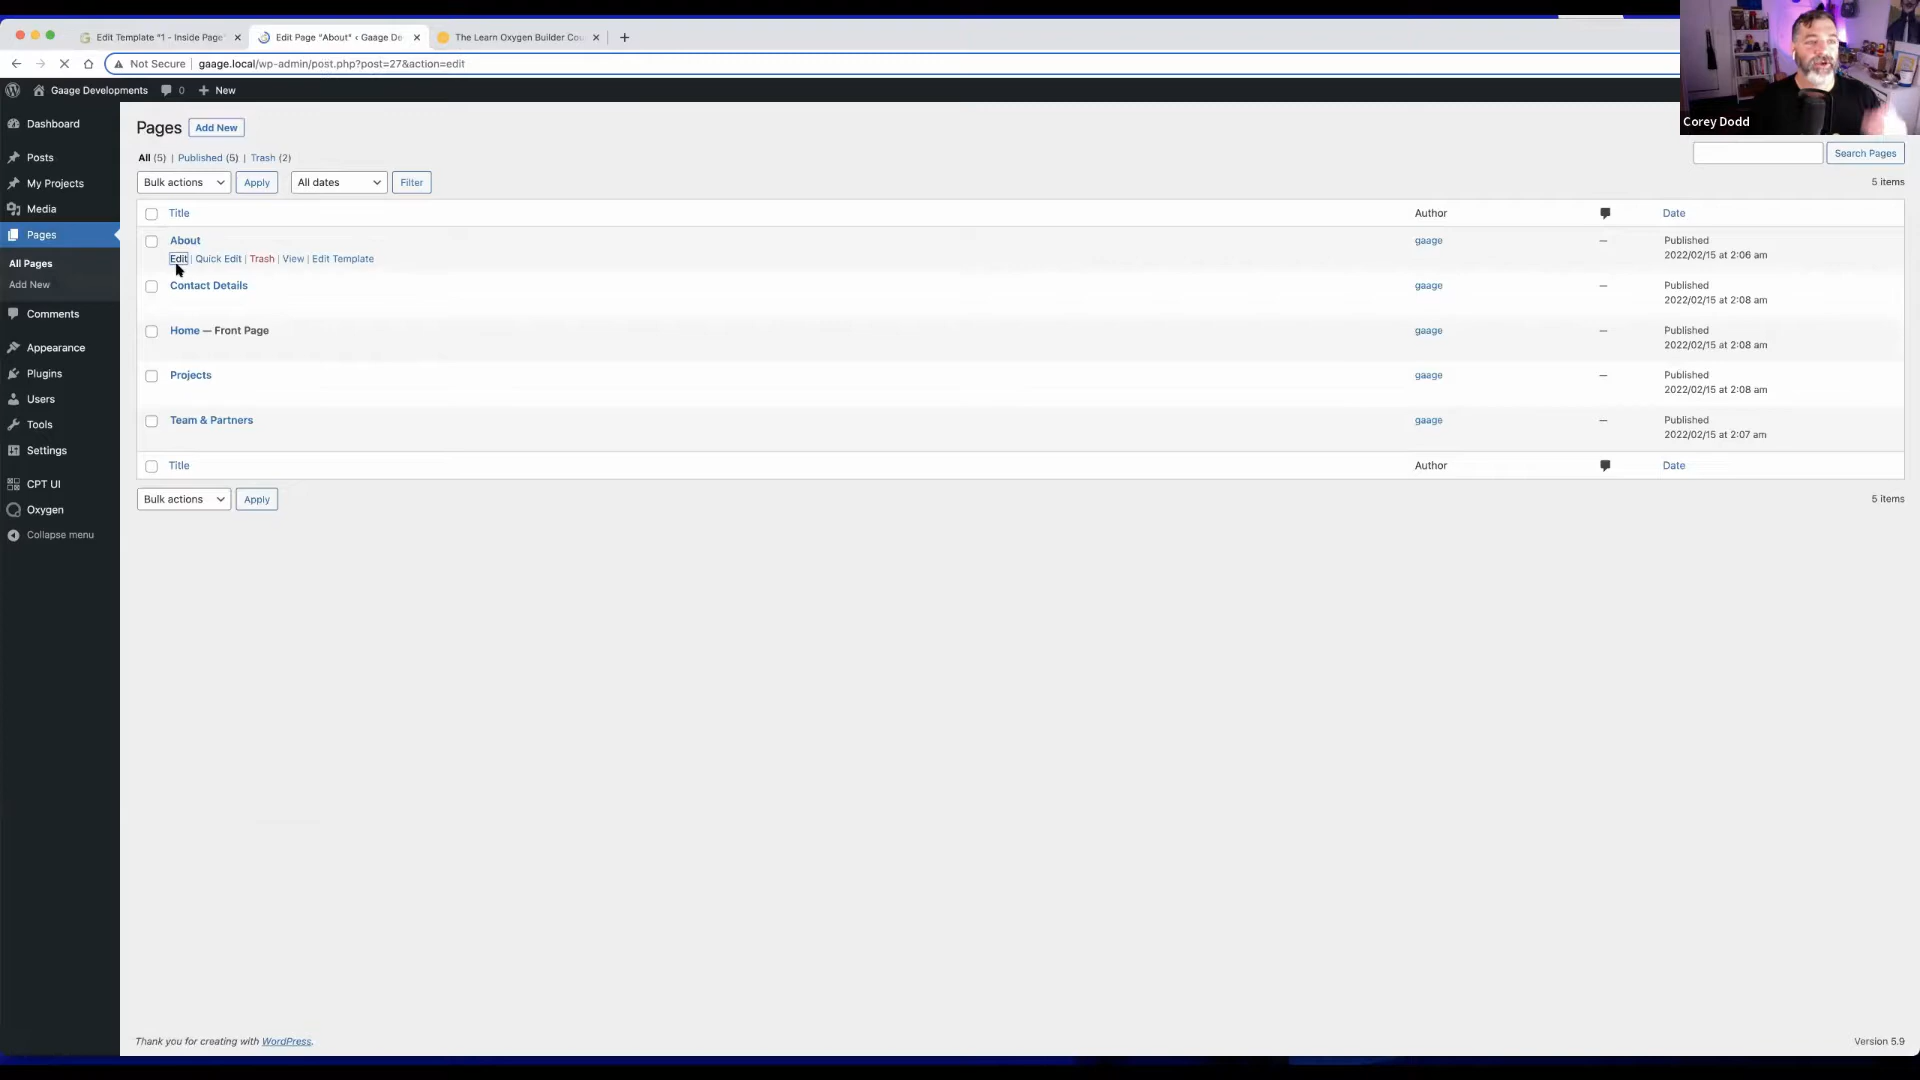 Edit Template "1 - Inside Page"
Edit Page "About" ‹ Gaage De
The Learn Oxygen Builder Cou
Not Secure gaage.local/wp-admin/post.php?post=27&action=edit
Gaage Developments 0 New
Corey Dodd
Dashboard
Posts
My Projects
Media
Pages
All Pages
Add New
Comments
Appearance
Plugins
Users
Tools
Settings
CPT UI
Oxygen
Collapse menu
Pages Add New
All (5) | Published (5) | Trash (2)
Search Pages
Bulk actions Apply All dates Filter
5 items
Title Author Date
About gaage — Published
2022/02/15 at 2:06 am
Edit | Quick Edit | Trash | View | Edit Template
Contact Details gaage — Published
2022/02/15 at 2:08 am
Home — Front Page gaage — Published
2022/02/15 at 2:08 am
Projects gaage — Published
2022/02/15 at 2:08 am
Team & Partners gaage — Published
2022/02/15 at 2:07 am
Title Author Date
Bulk actions Apply
5 items
Thank you for creating with WordPress.
Version 5.9